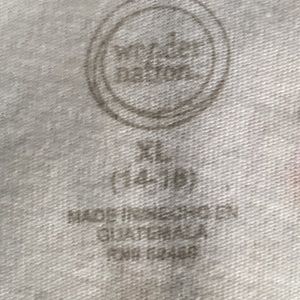 wonder
nation.
XL
(14-16)
MADE IN/HECHO EN
GUATEMALA